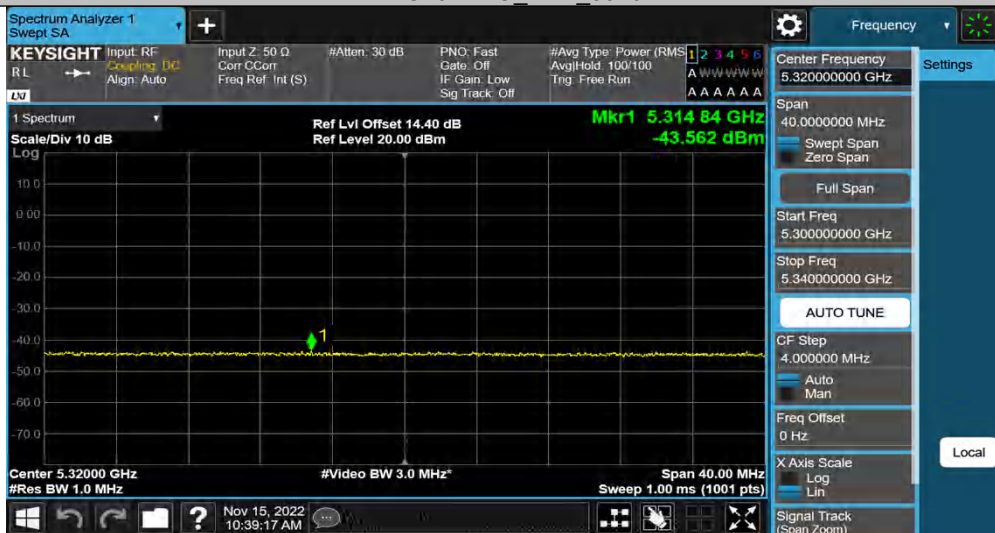 Spectrum Analyzer 1
Swept SA
Frequency
KEYSIGHT
RL
LXI
Input: RF
Coupling: DC
Align: Auto
Input Z: 50 Ω
Corr CCorr
Freq Ref: Int (S)
#Atten: 30 dB
PNO: Fast
Gate: Off
IF Gain: Low
Sig Track: Off
#Avg Type: Power (RMS
Avg|Hold: 100/100
Trig: Free Run
1 2 3 4 5 6
A W W W W W
A A A A A A
1 Spectrum
Scale/Div 10 dB
Log
Ref Lvl Offset 14.40 dB
Ref Level 20.00 dBm
Mkr1 5.314 84 GHz
-43.562 dBm
10.0
0.00
-10.0
-20.0
-30.0
-40.0
-50.0
-60.0
-70.0
1
Center 5.32000 GHz
#Res BW 1.0 MHz
#Video BW 3.0 MHz*
Span 40.00 MHz
Sweep 1.00 ms (1001 pts)
Nov 15, 2022
10:39:17 AM
Center Frequency
5.320000000 GHz
Span
40.0000000 MHz
Swept Span
Zero Span
Full Span
Start Freq
5.300000000 GHz
Stop Freq
5.340000000 GHz
AUTO TUNE
CF Step
4.000000 MHz
Auto
Man
Freq Offset
0 Hz
X Axis Scale
Log
Lin
Signal Track
(Span Zoom)
Settings
Local